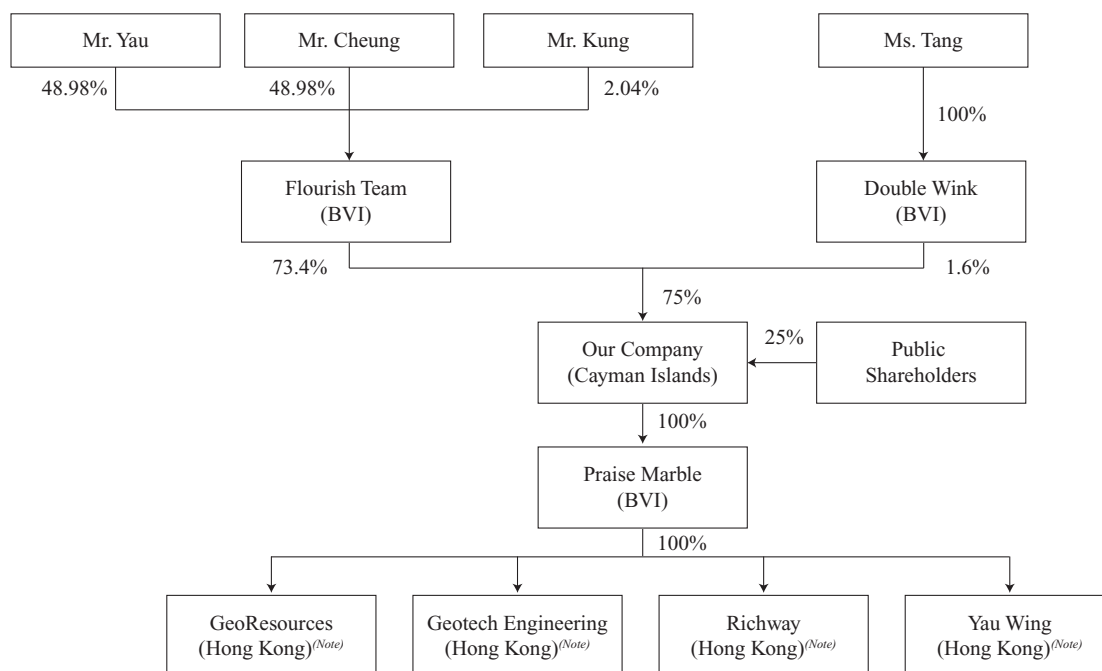 Mr. Yau
Mr. Cheung
Mr. Kung
Ms. Tang
48.98%
48.98%
2.04%
100%
Flourish Team
(BVI)
Double Wink
(BVI)
73.4%
1.6%
75%
Our Company
(Cayman Islands)
25%
Public
Shareholders
100%
Praise Marble
(BVI)
100%
GeoResources
(Hong Kong)(Note)
Geotech Engineering
(Hong Kong)(Note)
Richway
(Hong Kong)(Note)
Yau Wing
(Hong Kong)(Note)